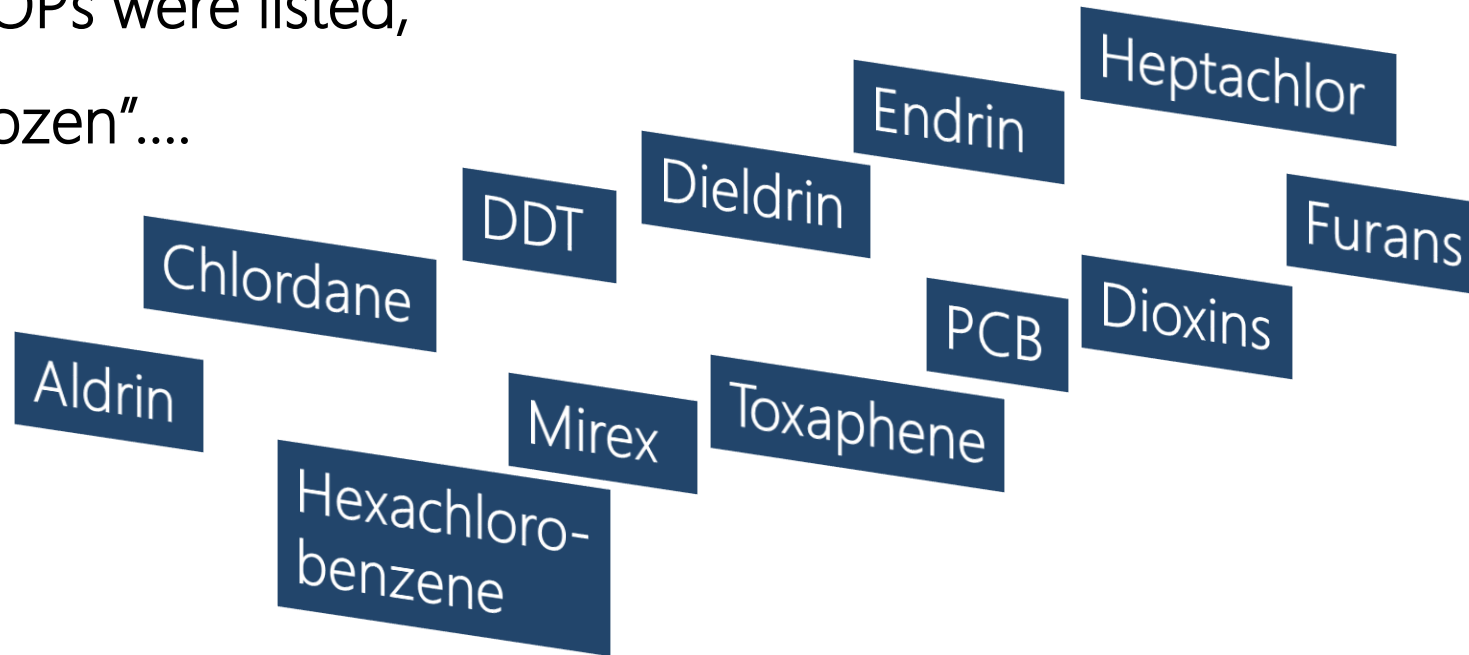 OPs were listed,
ozen"....
Heptachlor
Endrin
Dieldrin
DDT
Furans
Chlordane
Dioxins
PCB
Aldrin
Toxaphene
Mirex
Hexachloro-
benzene